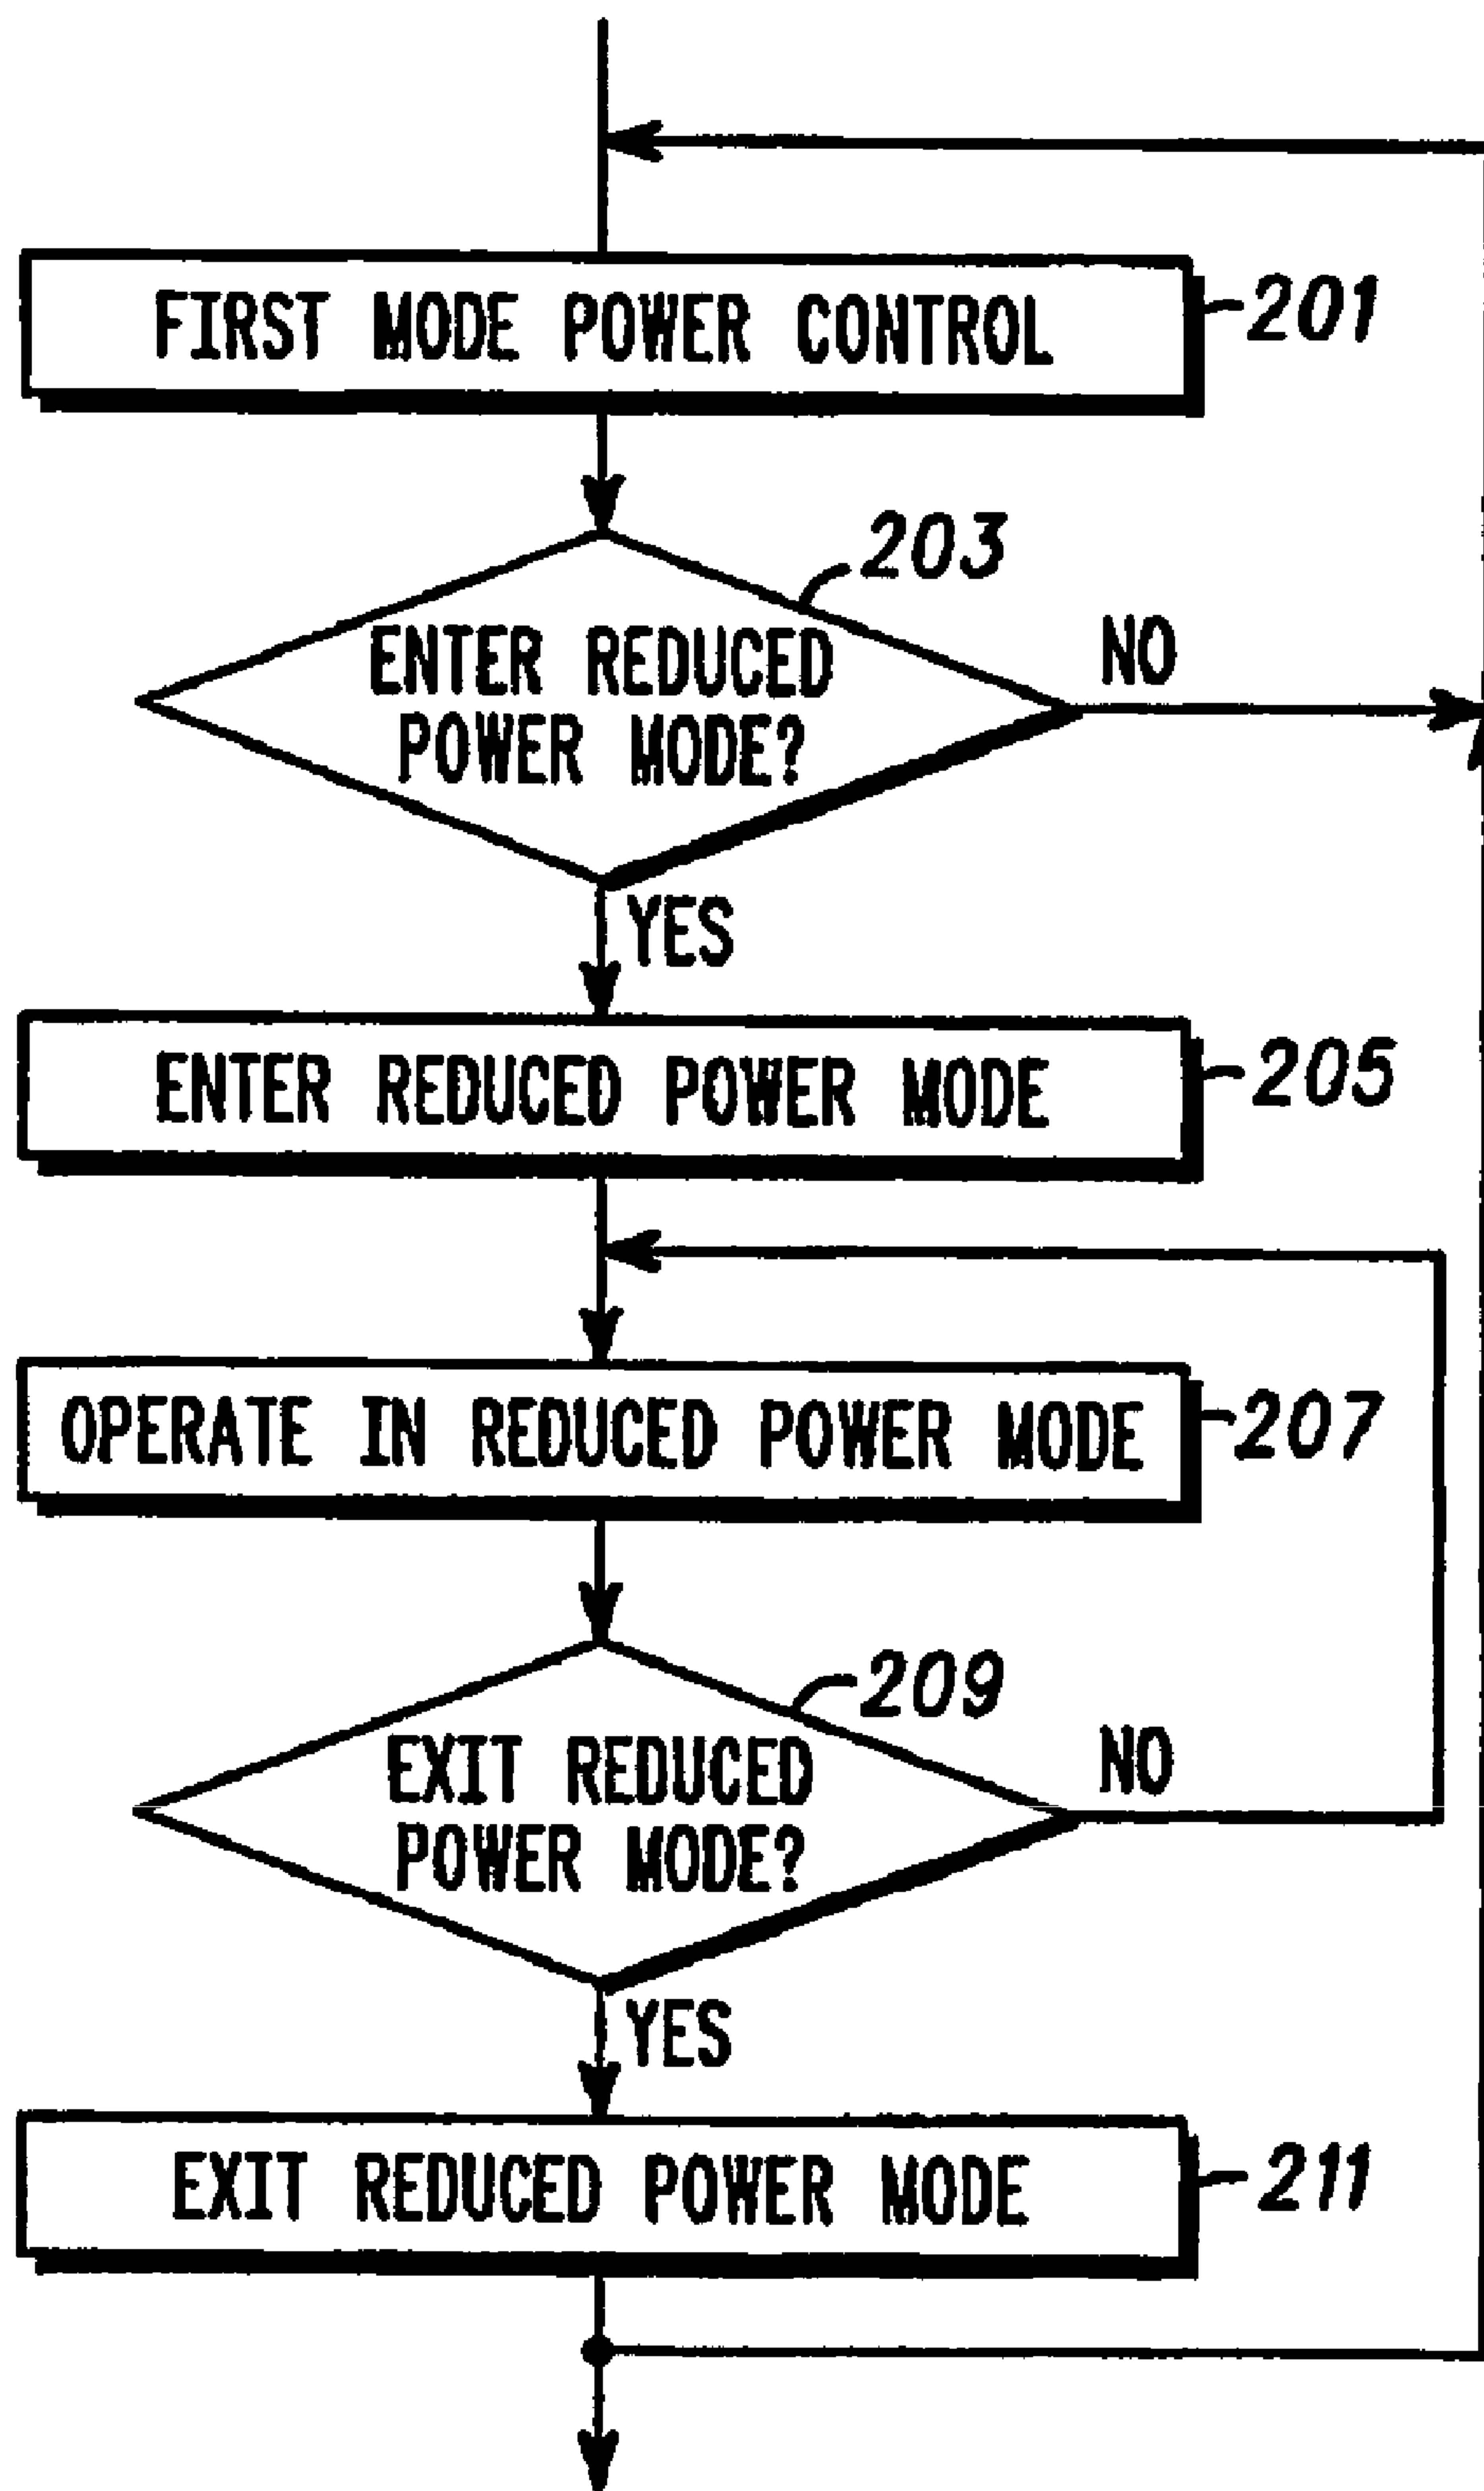 FIRST MODE POWER CONTROL
201
203
ENTER REDUCED
POWER MODE?
NO
YES
ENTER REDUCED POWER MODE
205
OPERATE IN REDUCED POWER MODE
207
209
EXIT REDUCED
POWER MODE?
NO
YES
EXIT REDUCED POWER MODE
211